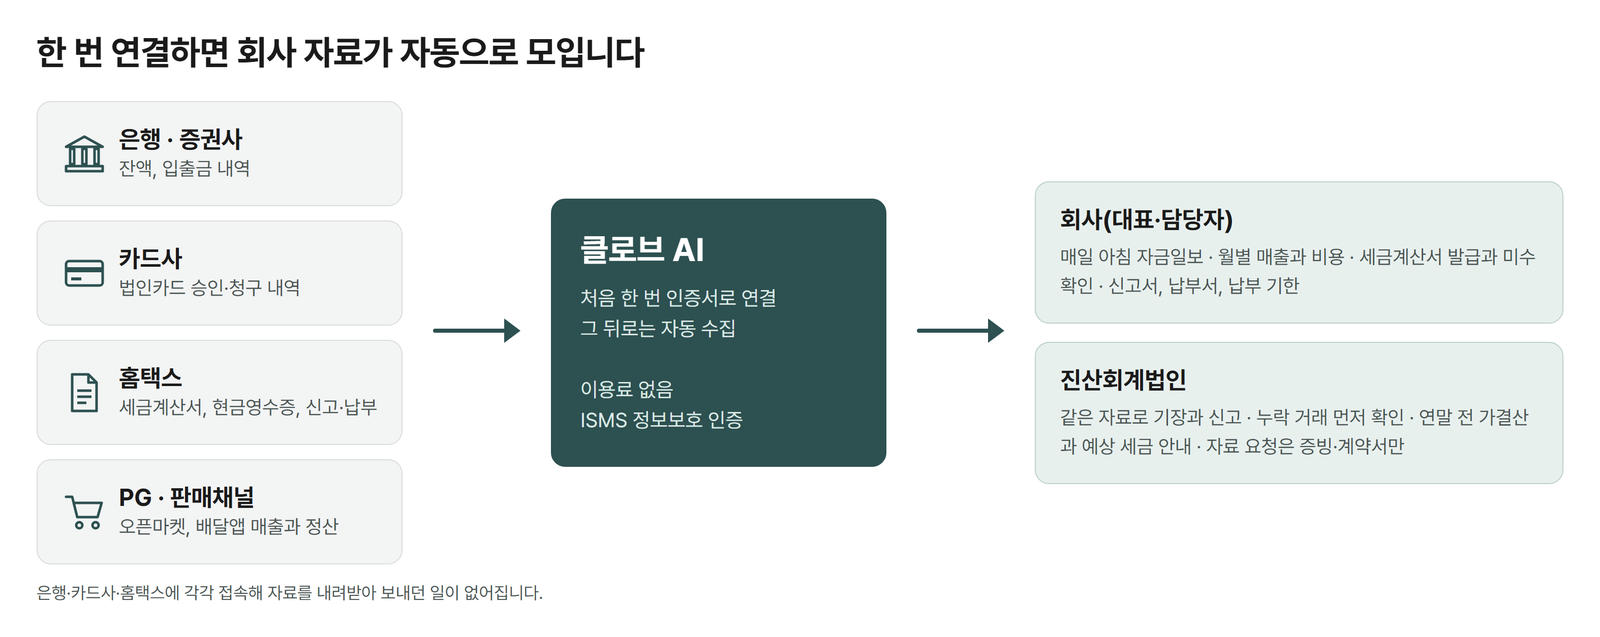 한 번 연결하면 회사 자료가 자동으로 모입니다
은행 · 증권사
잔액, 입출금 내역
카드사
법인카드 승인·청구 내역
홈택스
세금계산서, 현금영수증, 신고·납부
PG · 판매채널
오픈마켓, 배달앱 매출과 정산
클로브 AI
처음 한 번 인증서로 연결
그 뒤로는 자동 수집
이용료 없음
ISMS 정보보호 인증
회사(대표·담당자)
매일 아침 자금일보 · 월별 매출과 비용 · 세금계산서 발급과 미수
확인 · 신고서, 납부서, 납부 기한
진산회계법인
같은 자료로 기장과 신고 · 누락 거래 먼저 확인 · 연말 전 가결산
과 예상 세금 안내 · 자료 요청은 증빙·계약서만
은행·카드사·홈택스에 각각 접속해 자료를 내려받아 보내던 일이 없어집니다.